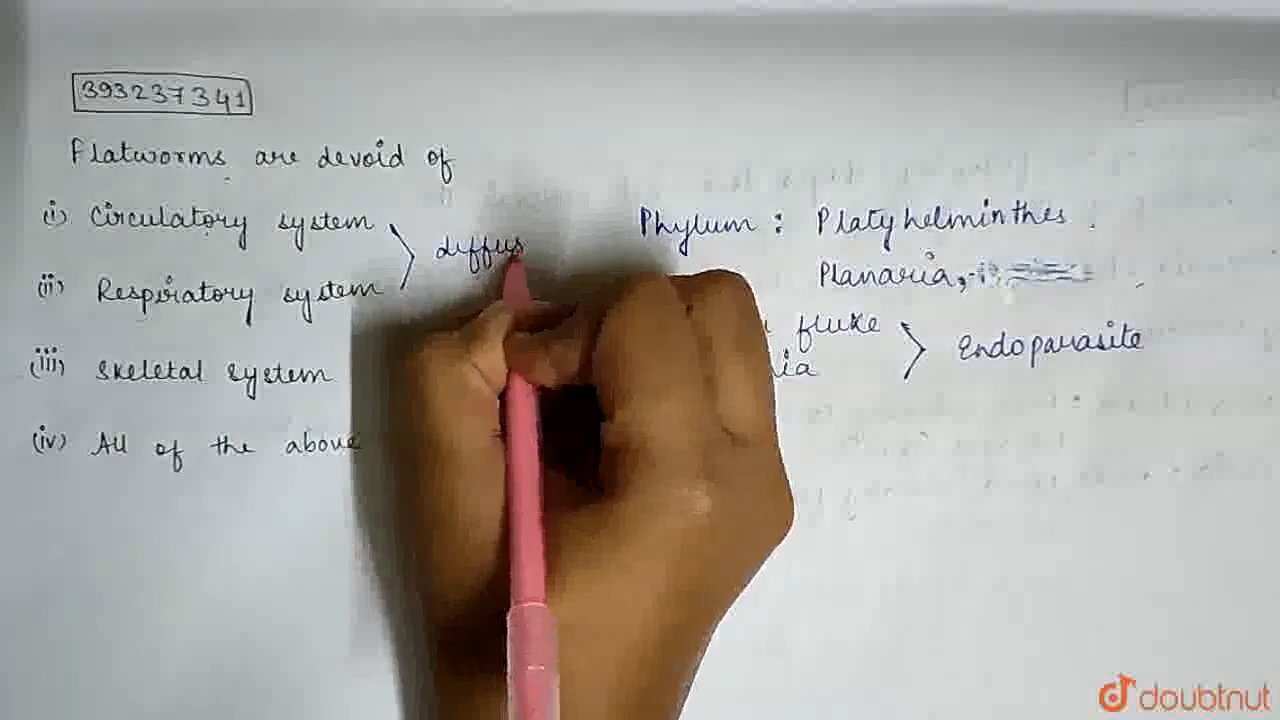 393237341
Flatworms are devoid of
(i) Circulatory system
(ii) Respiratory system
(iii) Skeletal system
(iv) All of the above
diffus
Phylum : Platyhelminthes
Planaria,
fluke
Endoparasite
doubtnut